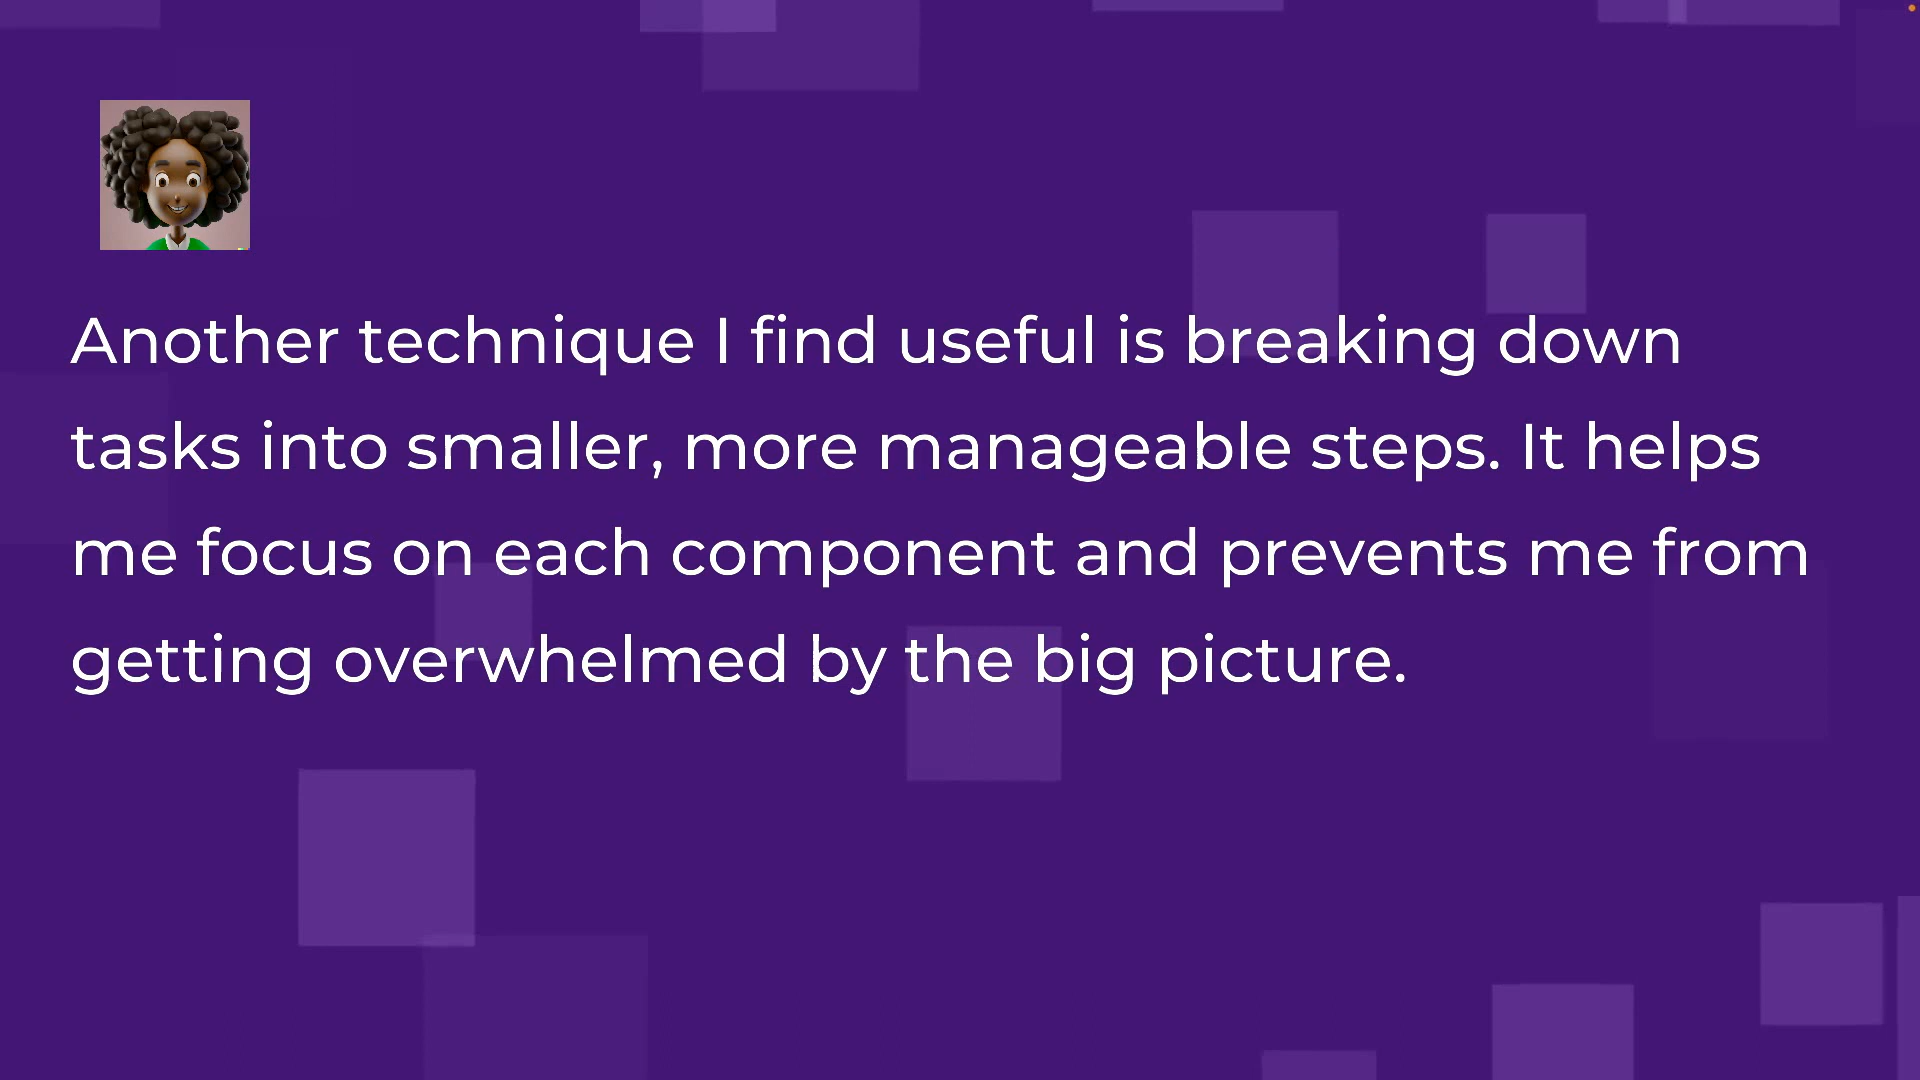 Another technique I find useful is breaking down
tasks into smaller, more manageable steps. It helps
me focus on each component and prevents me from
getting overwhelmed by the big picture.